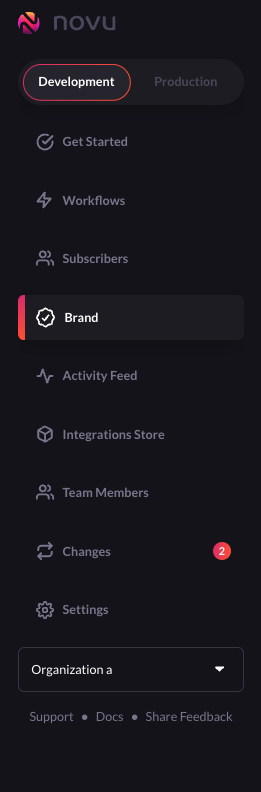 novu
Development Production
Get Started
Workflows
Subscribers
Brand
Activity Feed
Integrations Store
Team Members
Changes 2
Settings
Organization a
Support • Docs • Share Feedback